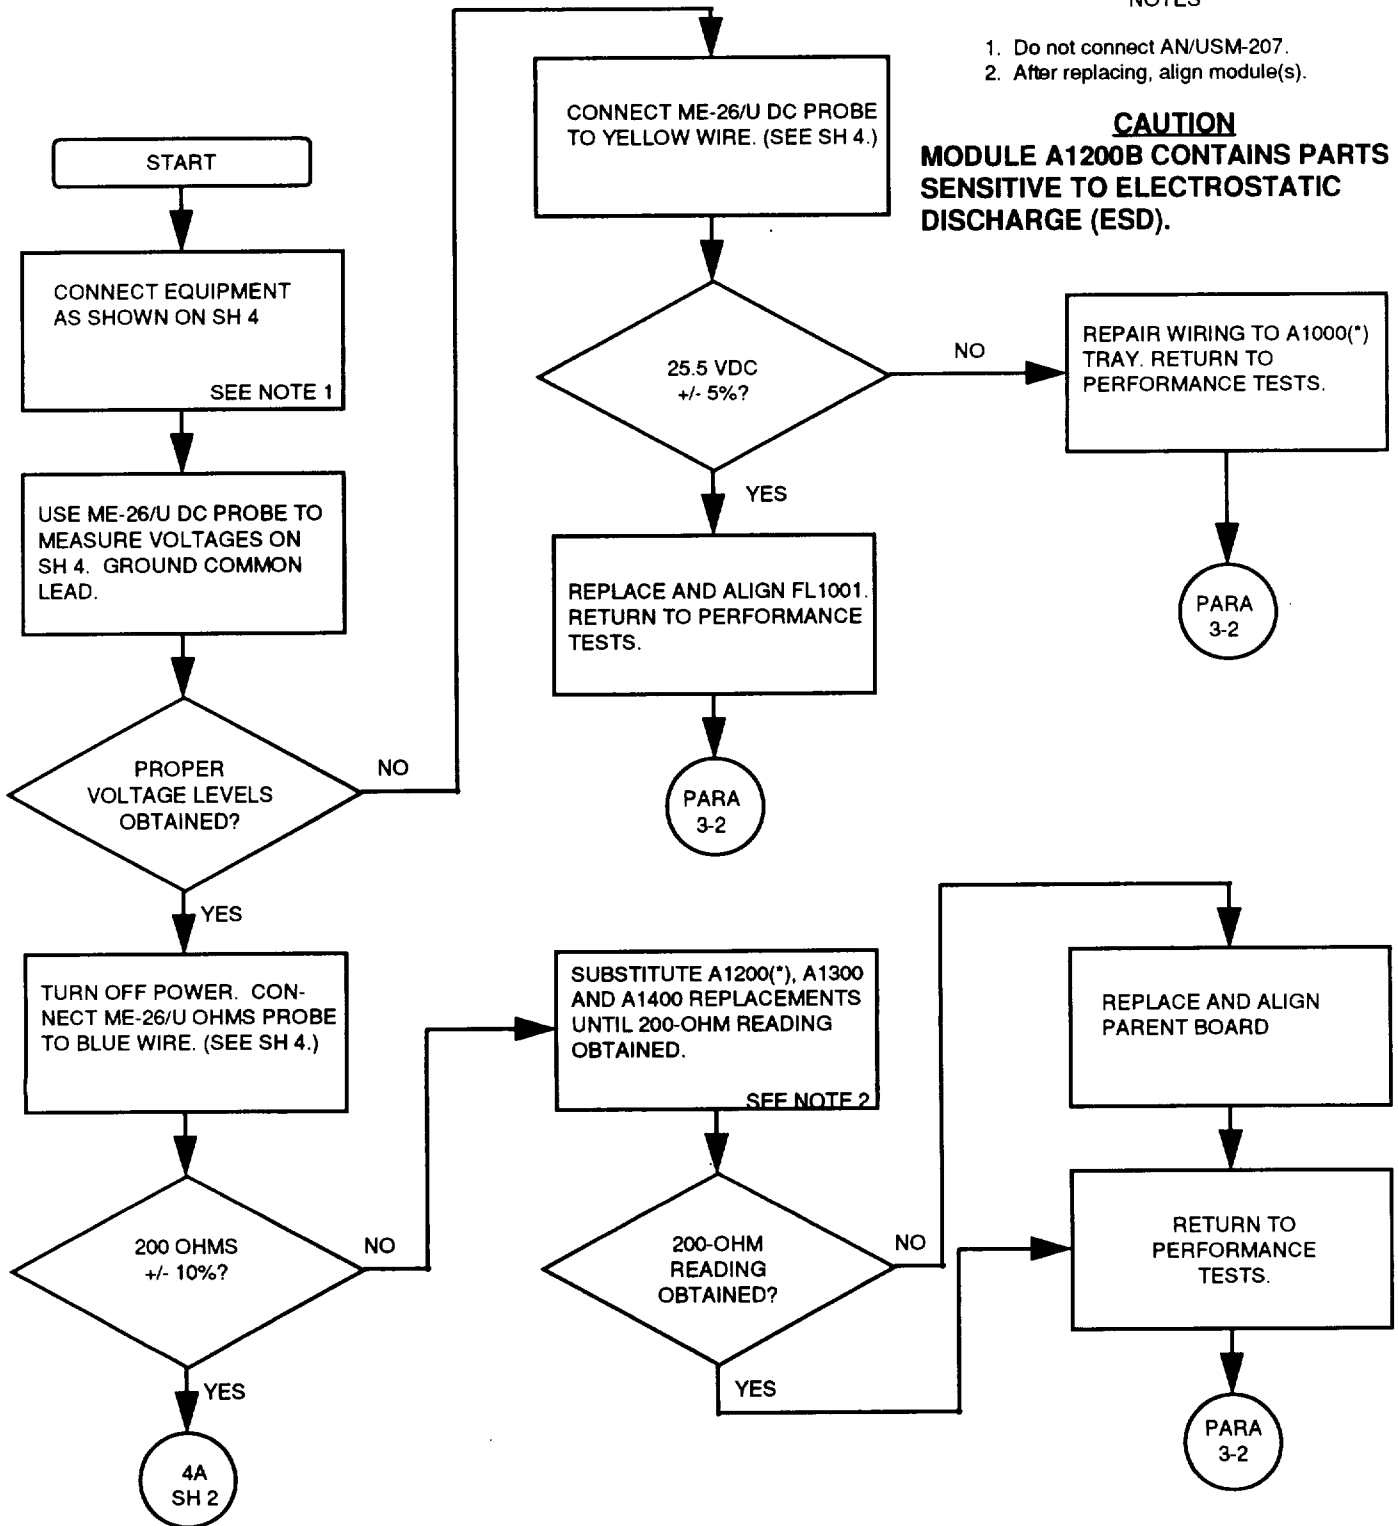 NOTES
1. Do not connect AN/USM-207.
2. After replacing, align module(s).
CAUTION
MODULE A1200B CONTAINS PARTS
SENSITIVE TO ELECTROSTATIC
DISCHARGE (ESD).
START
CONNECT EQUIPMENT
AS SHOWN ON SH 4
SEE NOTE 1
USE ME-26/U DC PROBE TO
MEASURE VOLTAGES ON
SH 4. GROUND COMMON
LEAD.
PROPER
VOLTAGE LEVELS
OBTAINED?
NO
YES
CONNECT ME-26/U DC PROBE
TO YELLOW WIRE. (SEE SH 4.)
25.5 VDC
+/- 5%?
NO
YES
REPAIR WIRING TO A1000(*)
TRAY. RETURN TO
PERFORMANCE TESTS.
PARA
3-2
REPLACE AND ALIGN FL1001.
RETURN TO PERFORMANCE
TESTS.
PARA
3-2
TURN OFF POWER. CON-
NECT ME-26/U OHMS PROBE
TO BLUE WIRE. (SEE SH 4.)
200 OHMS
+/- 10%?
NO
YES
4A
SH 2
SUBSTITUTE A1200(*), A1300
AND A1400 REPLACEMENTS
UNTIL 200-OHM READING
OBTAINED.
SEE NOTE 2
200-OHM
READING
OBTAINED?
NO
YES
REPLACE AND ALIGN
PARENT BOARD
RETURN TO
PERFORMANCE
TESTS.
PARA
3-2